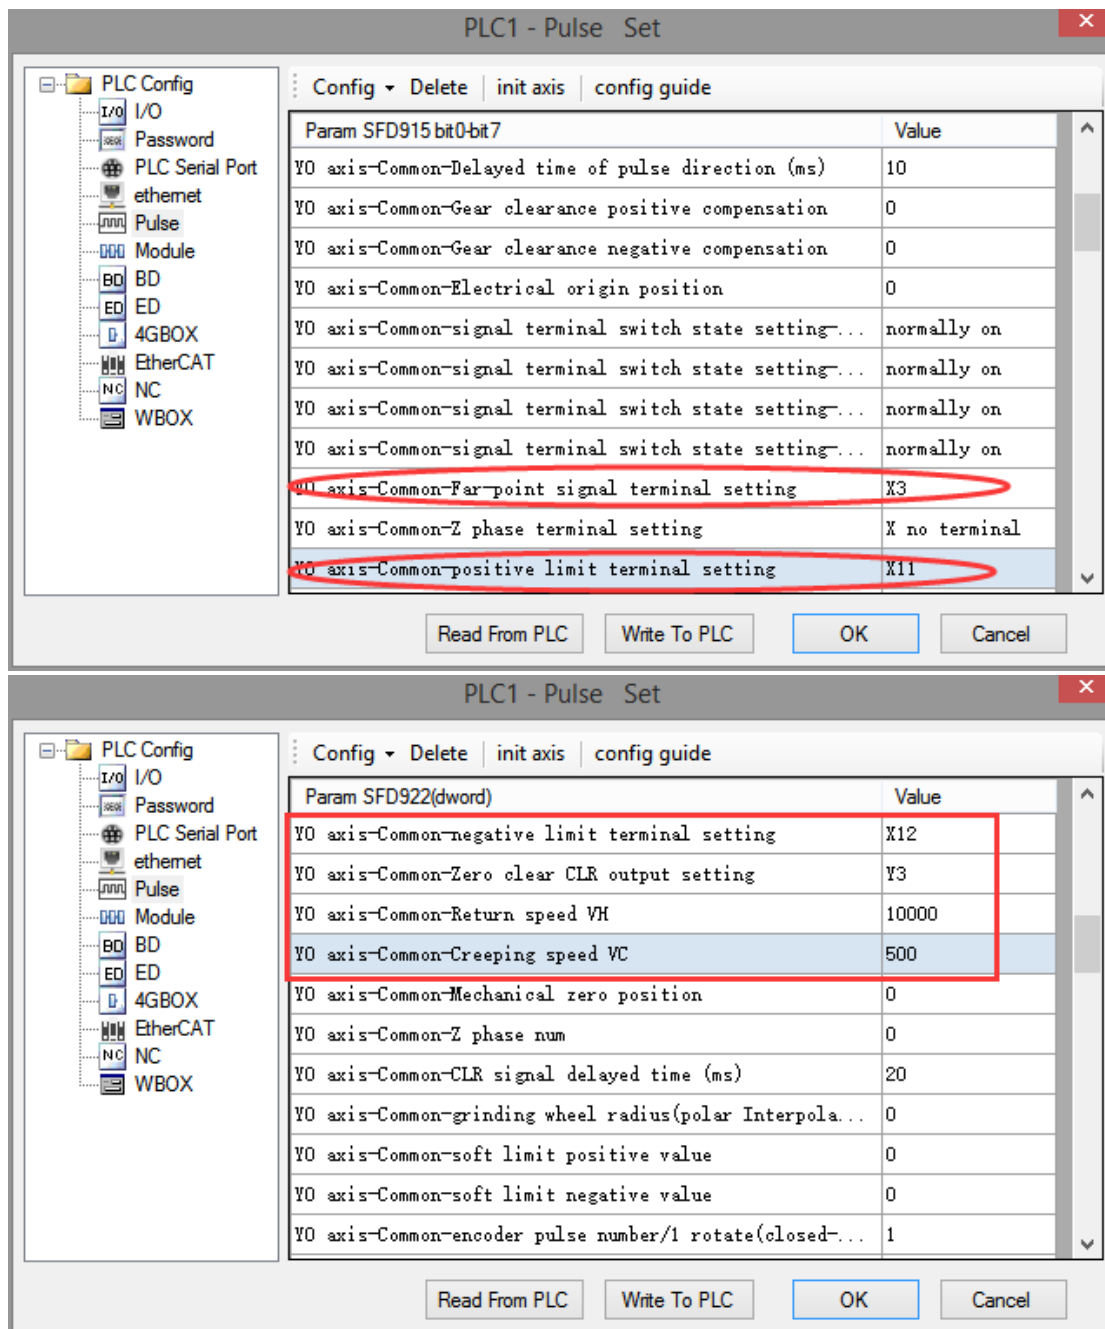 PLC1 - Pulse Set
PLC Config
I/O I/O
Password
PLC Serial Port
ethernet
Pulse
Module
BD BD
ED ED
4GBOX
EtherCAT
NC NC
WBOX
Config Delete init axis config guide
Param SFD915 bit0-bit7 Value
Y0 axis-Common-Delayed time of pulse direction (ms) 10
Y0 axis-Common-Gear clearance positive compensation 0
Y0 axis-Common-Gear clearance negative compensation 0
Y0 axis-Common-Electrical origin position 0
Y0 axis-Common-signal terminal switch state setting-... normally on
Y0 axis-Common-signal terminal switch state setting-... normally on
Y0 axis-Common-signal terminal switch state setting-... normally on
Y0 axis-Common-signal terminal switch state setting-... normally on
Y0 axis-Common-Far-point signal terminal setting X3
Y0 axis-Common-Z phase terminal setting X no terminal
Y0 axis-Common-positive limit terminal setting X11
Read From PLC Write To PLC OK Cancel
PLC1 - Pulse Set
PLC Config
I/O I/O
Password
PLC Serial Port
ethernet
Pulse
Module
BD BD
ED ED
4GBOX
EtherCAT
NC NC
WBOX
Config Delete init axis config guide
Param SFD922(dword) Value
Y0 axis-Common-negative limit terminal setting X12
Y0 axis-Common-Zero clear CLR output setting Y3
Y0 axis-Common-Return speed VH 10000
Y0 axis-Common-Creeping speed VC 500
Y0 axis-Common-Mechanical zero position 0
Y0 axis-Common-Z phase num 0
Y0 axis-Common-CLR signal delayed time (ms) 20
Y0 axis-Common-grinding wheel radius(polar Interpola... 0
Y0 axis-Common-soft limit positive value 0
Y0 axis-Common-soft limit negative value 0
Y0 axis-Common-encoder pulse number/1 rotate(closed-... 1
Read From PLC Write To PLC OK Cancel